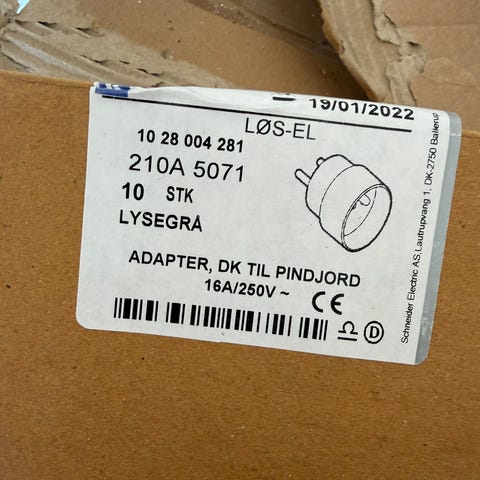 19/01/2022
LØS-EL
10 28 004 281
210A 5071
10 STK
LYSEGRÅ
ADAPTER, DK TIL PINDJORD
16A/250V ~ CE
D
Schneider Electric AS, Lautrupvang 1, DK-2750 Ballerup